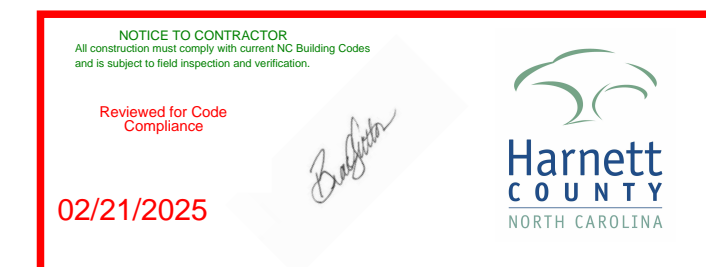 NOTICE TO CONTRACTOR
All construction must comply with current NC Building Codes
and is subject to field inspection and verification.
Reviewed for Code
Compliance
02/21/2025
Harnett
COUNTY
NORTH CAROLINA